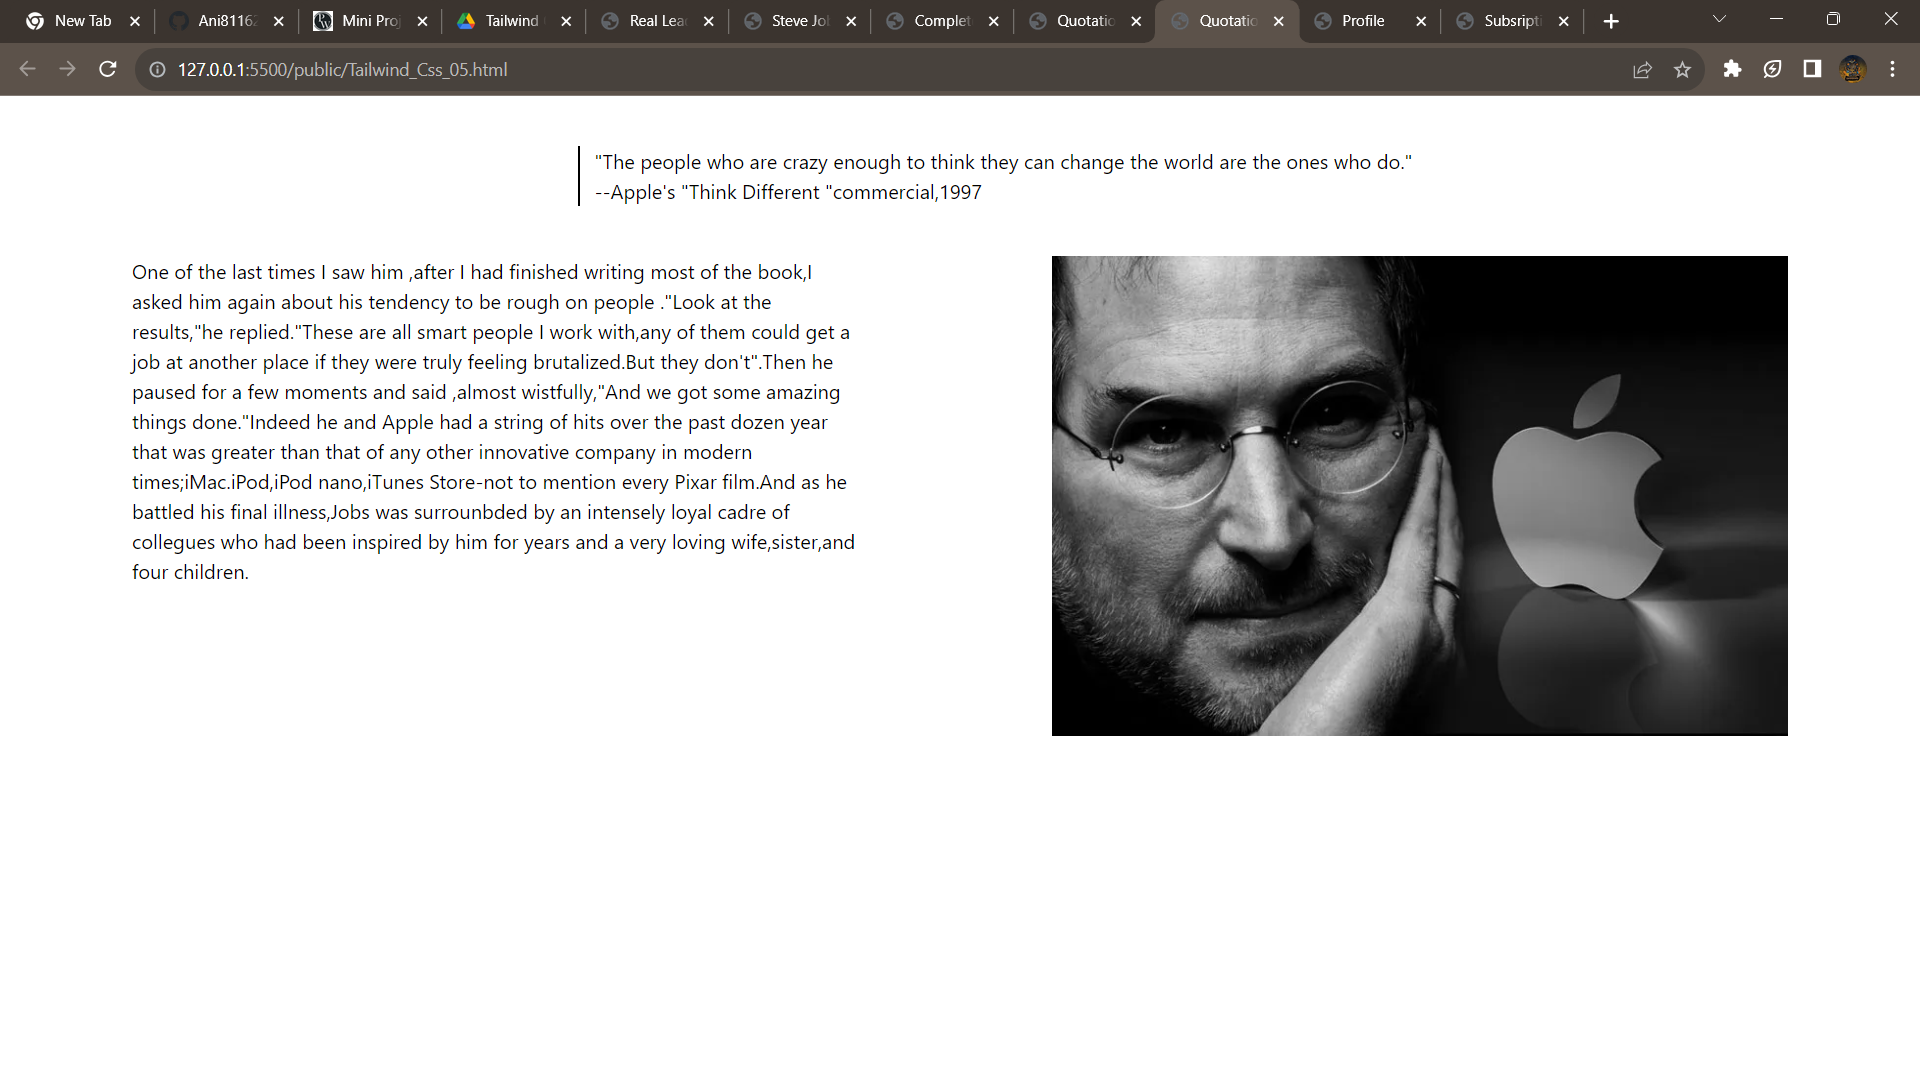 New Tab
Ani81162
Mini Proj
Tailwind
Real Lea
Steve Jo
Complet
Quotatio
Quotatio
Profile
Subsripti
127.0.0.1:5500/public/Tailwind_Css_05.html
"The people who are crazy enough to think they can change the world are the ones who do."
--Apple's "Think Different "commercial,1997
One of the last times I saw him ,after I had finished writing most of the book,I
asked him again about his tendency to be rough on people ."Look at the
results,"he replied."These are all smart people I work with,any of them could get a
job at another place if they were truly feeling brutalized.But they don't".Then he
paused for a few moments and said ,almost wistfully,"And we got some amazing
things done."Indeed he and Apple had a string of hits over the past dozen year
that was greater than that of any other innovative company in modern
times;iMac.iPod,iPod nano,iTunes Store-not to mention every Pixar film.And as he
battled his final illness,Jobs was surrounbded by an intensely loyal cadre of
collegues who had been inspired by him for years and a very loving wife,sister,and
four children.